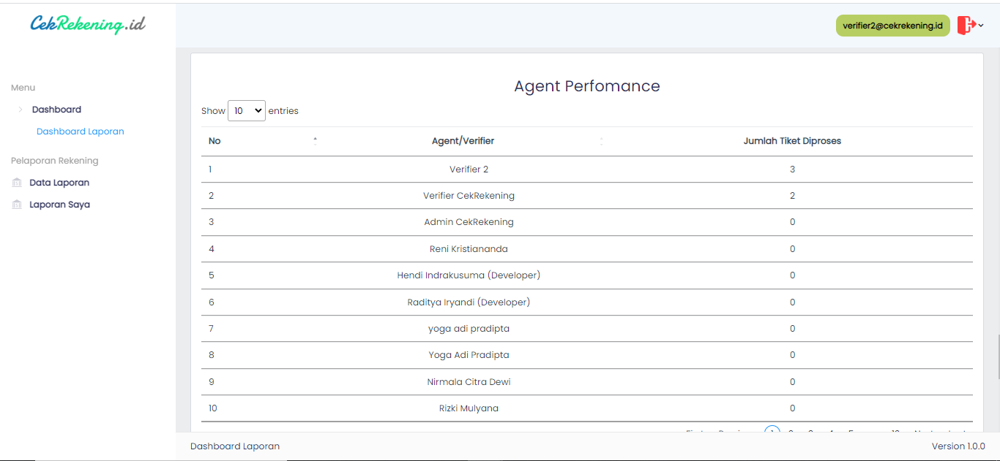 CekRekening.id
verifier2@cekrekening.id
Menu
Dashboard
Dashboard Laporan
Pelaporan Rekening
Data Laporan
Laporan Saya
Agent Perfomance
Show 10 entries
No Agent/Verifier Jumlah Tiket Diproses
1 Verifier 2 3
2 Verifier CekRekening 2
3 Admin CekRekening 0
4 Reni Kristiananda 0
5 Hendi Indrakusuma (Developer) 0
6 Raditya Iryandi (Developer) 0
7 yoga adi pradipta 0
8 Yoga Adi Pradipta 0
9 Nirmala Citra Dewi 0
10 Rizki Mulyana 0
Dashboard Laporan Version 1.0.0